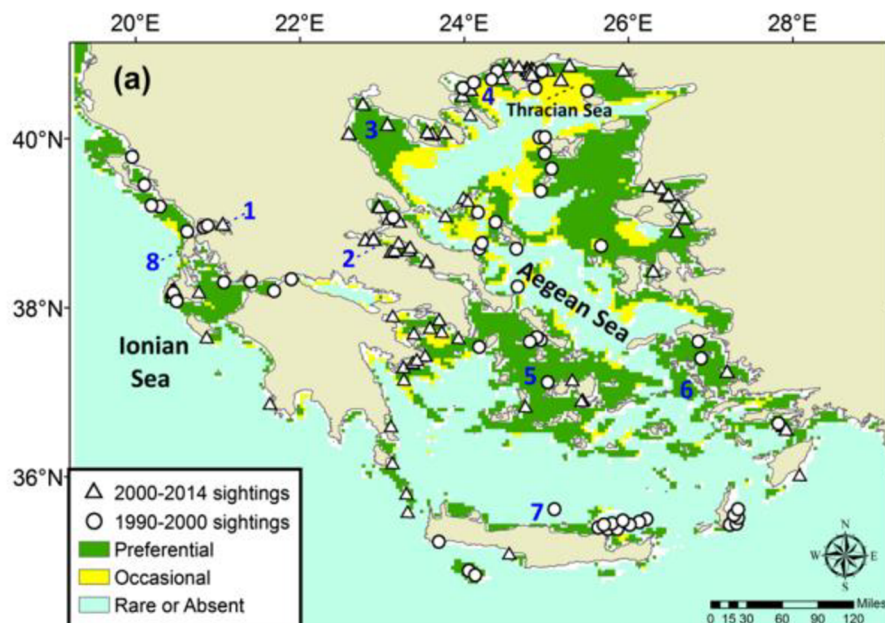 20°E 22°E 24°E 26°E 28°E
(a)
4
Thracian Sea
40°N
3
1
2
8
38°N
Aegean Sea
Ionian
Sea
5
6
36°N
7
2000-2014 sightings
1990-2000 sightings
Preferential
Occasional
Rare or Absent
N
W E
S
Miles
0 15 30 60 90 120